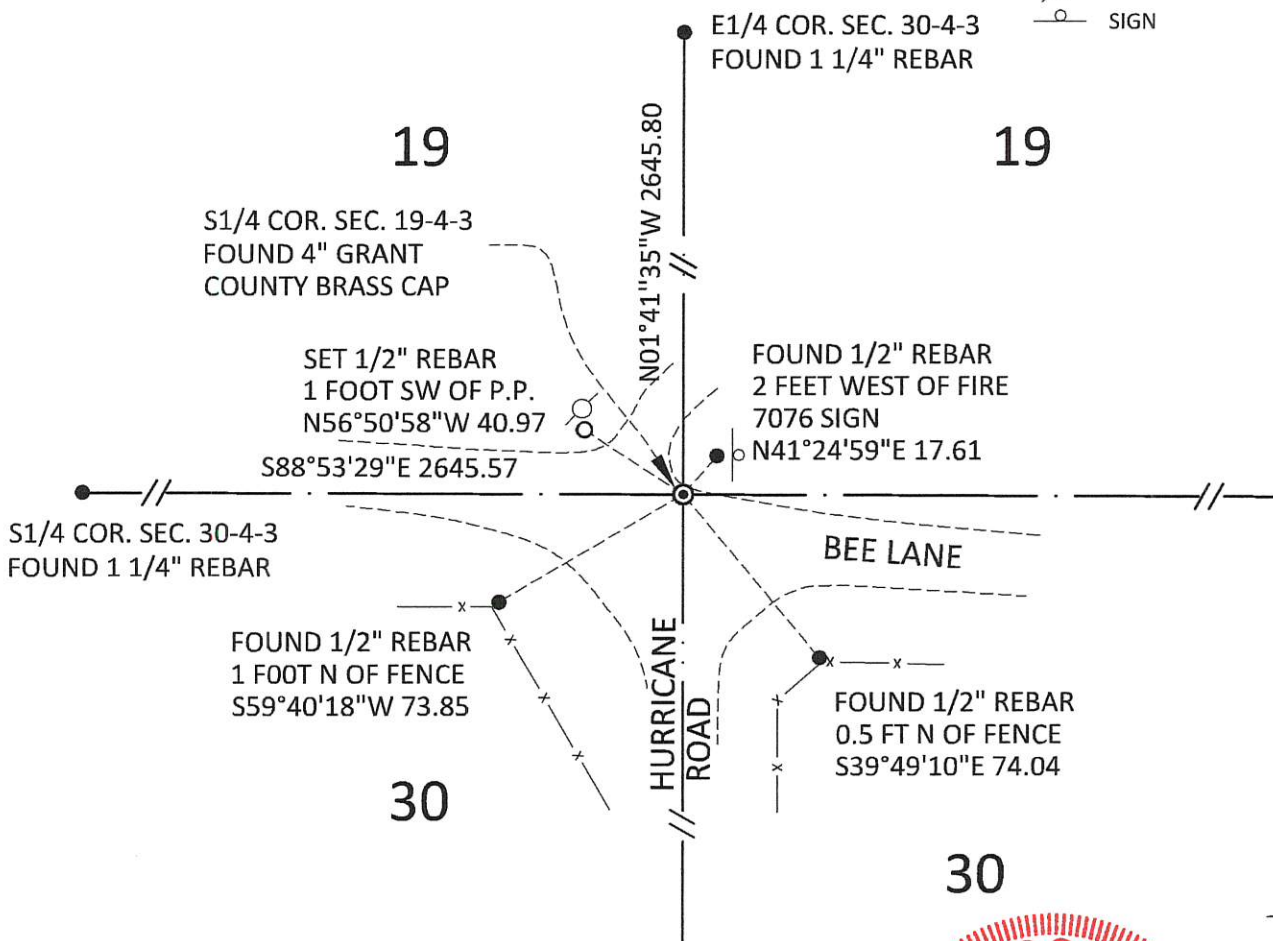 E1/4 COR. SEC. 30-4-3
FOUND 1 1/4" REBAR
SIGN
19
19
N01°41'35"W 2645.80
S1/4 COR. SEC. 19-4-3
FOUND 4" GRANT
COUNTY BRASS CAP
SET 1/2" REBAR
1 FOOT SW OF P.P.
N56°50'58"W 40.97
FOUND 1/2" REBAR
2 FEET WEST OF FIRE
7076 SIGN
N41°24'59"E 17.61
S88°53'29"E 2645.57
S1/4 COR. SEC. 30-4-3
FOUND 1 1/4" REBAR
BEE LANE
FOUND 1/2" REBAR
1 F00T N OF FENCE
S59°40'18"W 73.85
HURRICANE
ROAD
FOUND 1/2" REBAR
0.5 FT N OF FENCE
S39°49'10"E 74.04
30
30